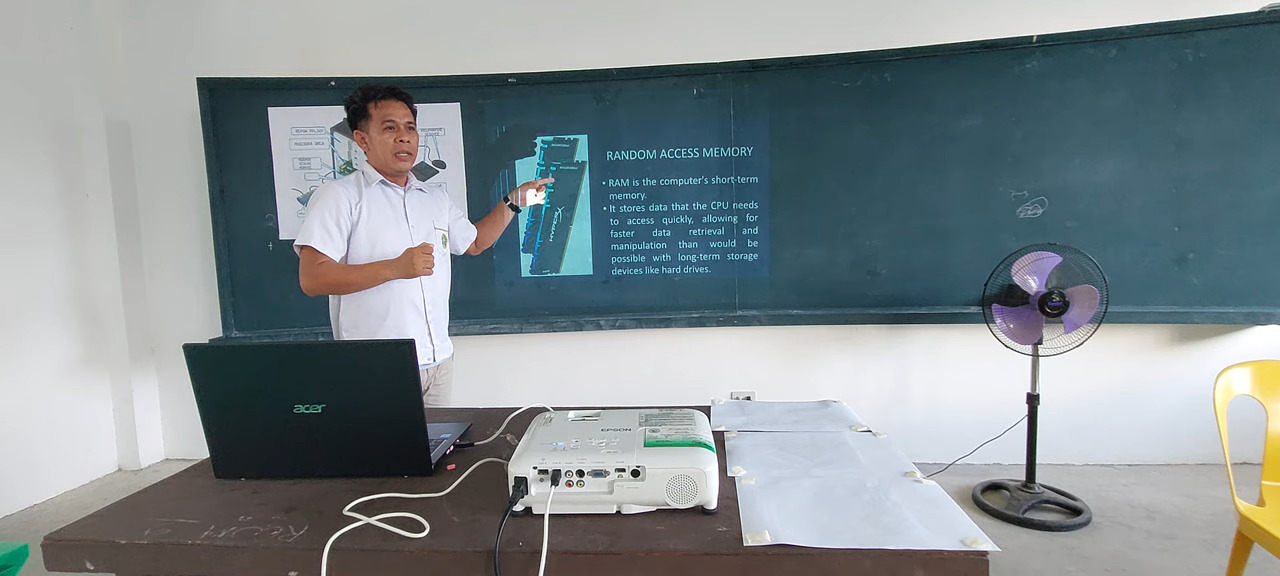 RANDOM ACCESS MEMORY
• RAM is the computer's short-term
memory.
• It stores data that the CPU needs
to access quickly, allowing for
faster data retrieval and
manipulation than would be
possible with long-term storage
devices like hard drives.
HYPERX
acer
EPSON